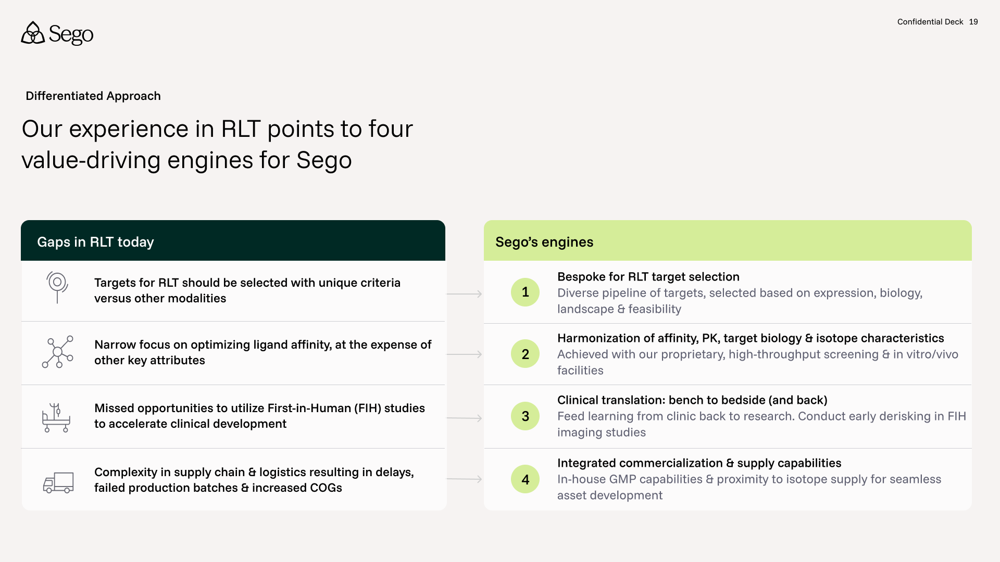 Sego
Confidential Deck 19
Differentiated Approach
Our experience in RLT points to four
value-driving engines for Sego
Gaps in RLT today
Targets for RLT should be selected with unique criteria
versus other modalities
Narrow focus on optimizing ligand affinity, at the expense of
other key attributes
Missed opportunities to utilize First-in-Human (FIH) studies
to accelerate clinical development
Complexity in supply chain & logistics resulting in delays,
failed production batches & increased COGs
Sego’s engines
1
Bespoke for RLT target selection
Diverse pipeline of targets, selected based on expression, biology,
landscape & feasibility
2
Harmonization of affinity, PK, target biology & isotope characteristics
Achieved with our proprietary, high-throughput screening & in vitro/vivo
facilities
3
Clinical translation: bench to bedside (and back)
Feed learning from clinic back to research. Conduct early derisking in FIH
imaging studies
4
Integrated commercialization & supply capabilities
In-house GMP capabilities & proximity to isotope supply for seamless
asset development